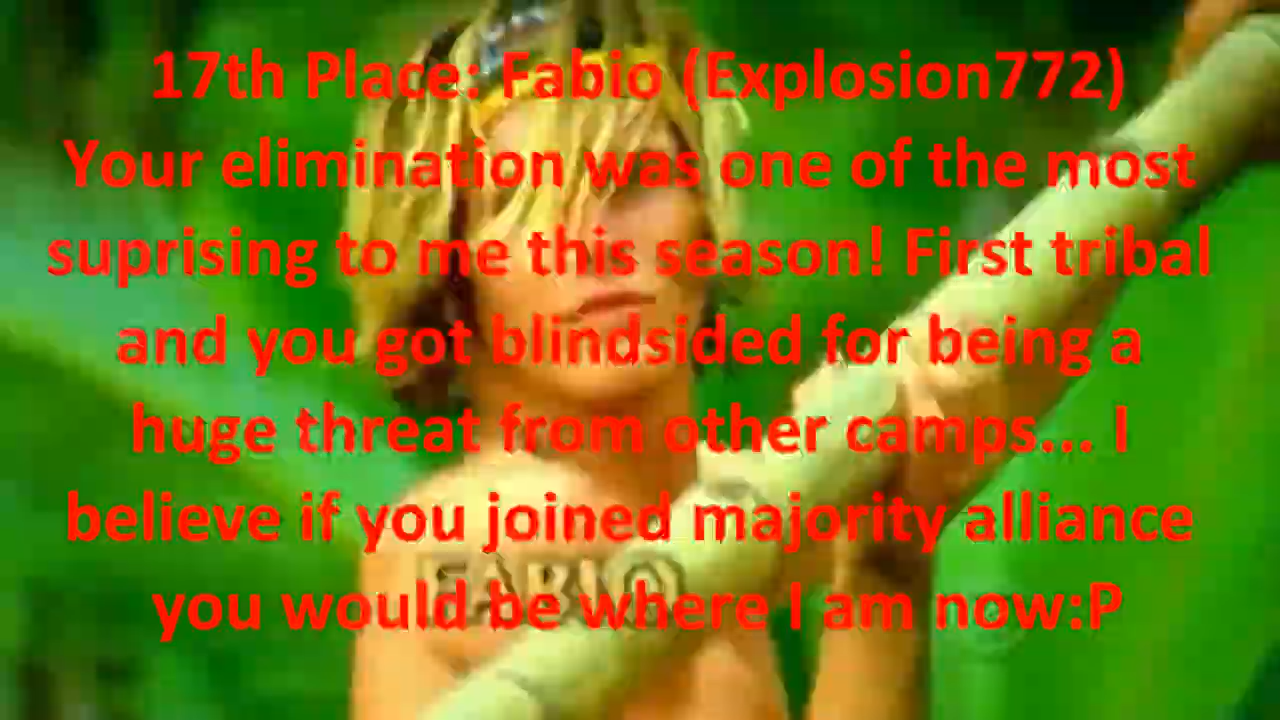 17th Place: Fabio (Explosion772)
Your elimination was one of the most
suprising to me this season! First tribal
and you got blindsided for being a
huge threat from other camps... I
believe if you joined majority alliance
you would be where I am now:P
FABIO